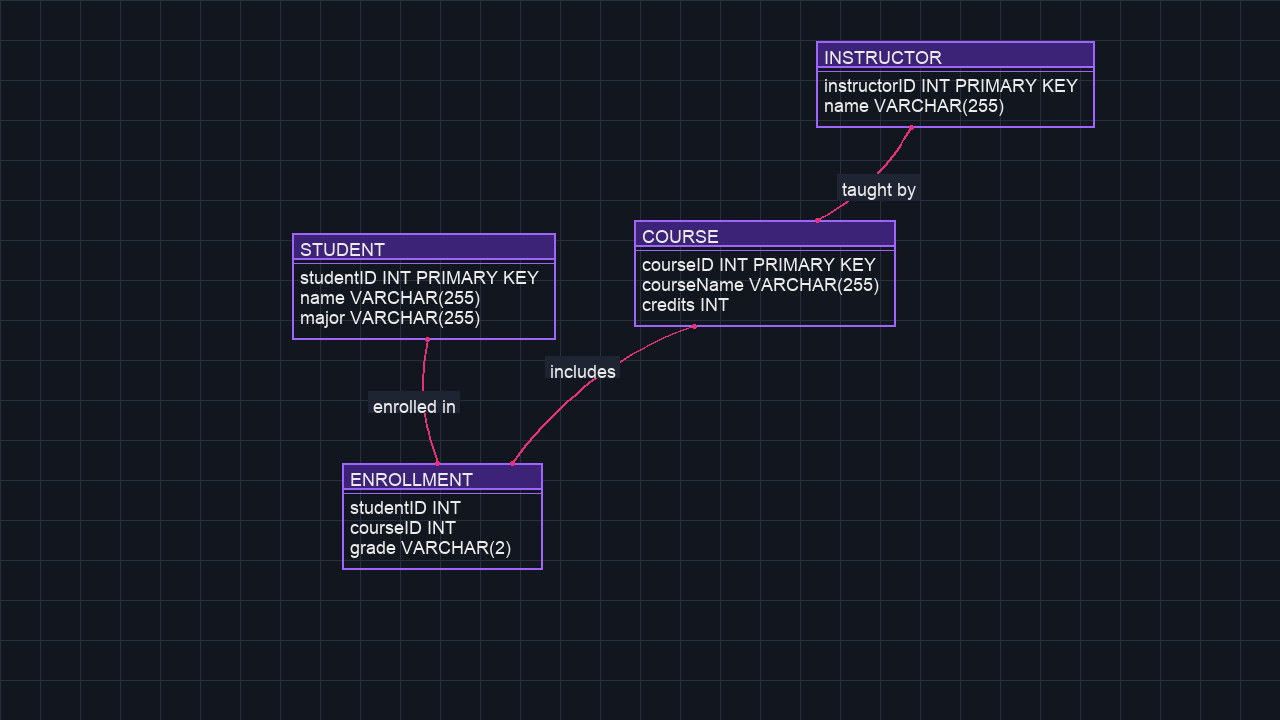 INSTRUCTOR
instructorID INT PRIMARY KEY
name VARCHAR(255)
taught by
STUDENT
studentID INT PRIMARY KEY
name VARCHAR(255)
major VARCHAR(255)
COURSE
courseID INT PRIMARY KEY
courseName VARCHAR(255)
credits INT
includes
enrolled in
ENROLLMENT
studentID INT
courseID INT
grade VARCHAR(2)